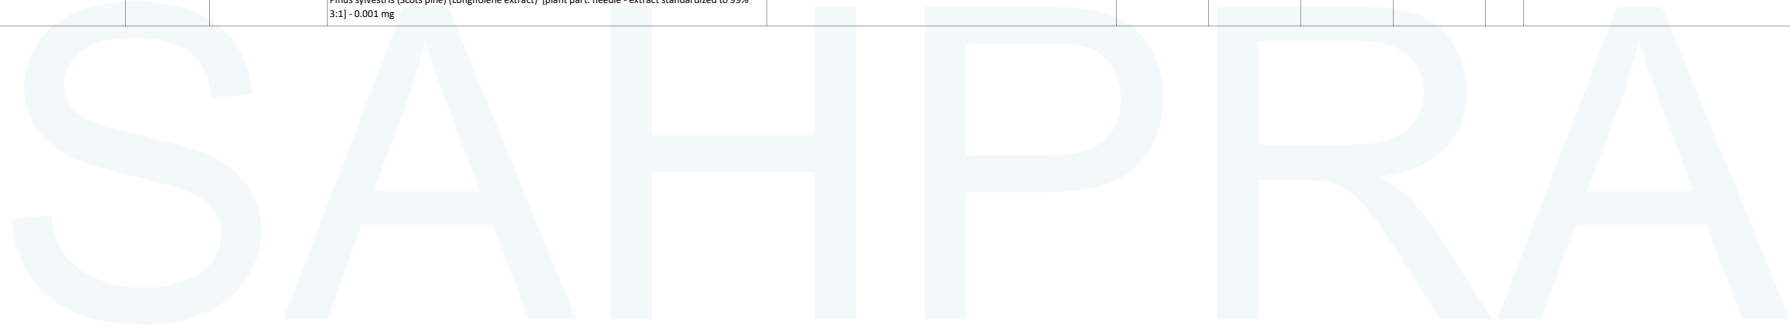 Pinus sylvestris (Scots pine) (Longifolene extract) [plant part: needle - extract standardized to 99%
3:1] - 0.001 mg
SAHPRA